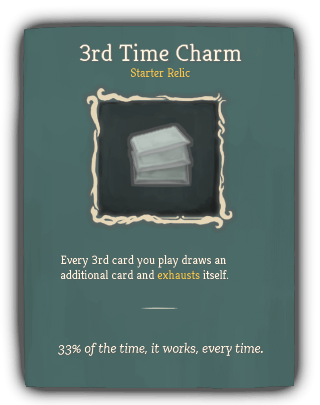 3rd Time Charm
Starter Relic
Every 3rd card you play draws an
additional card and exhausts itself.
33% of the time, it works, every time.